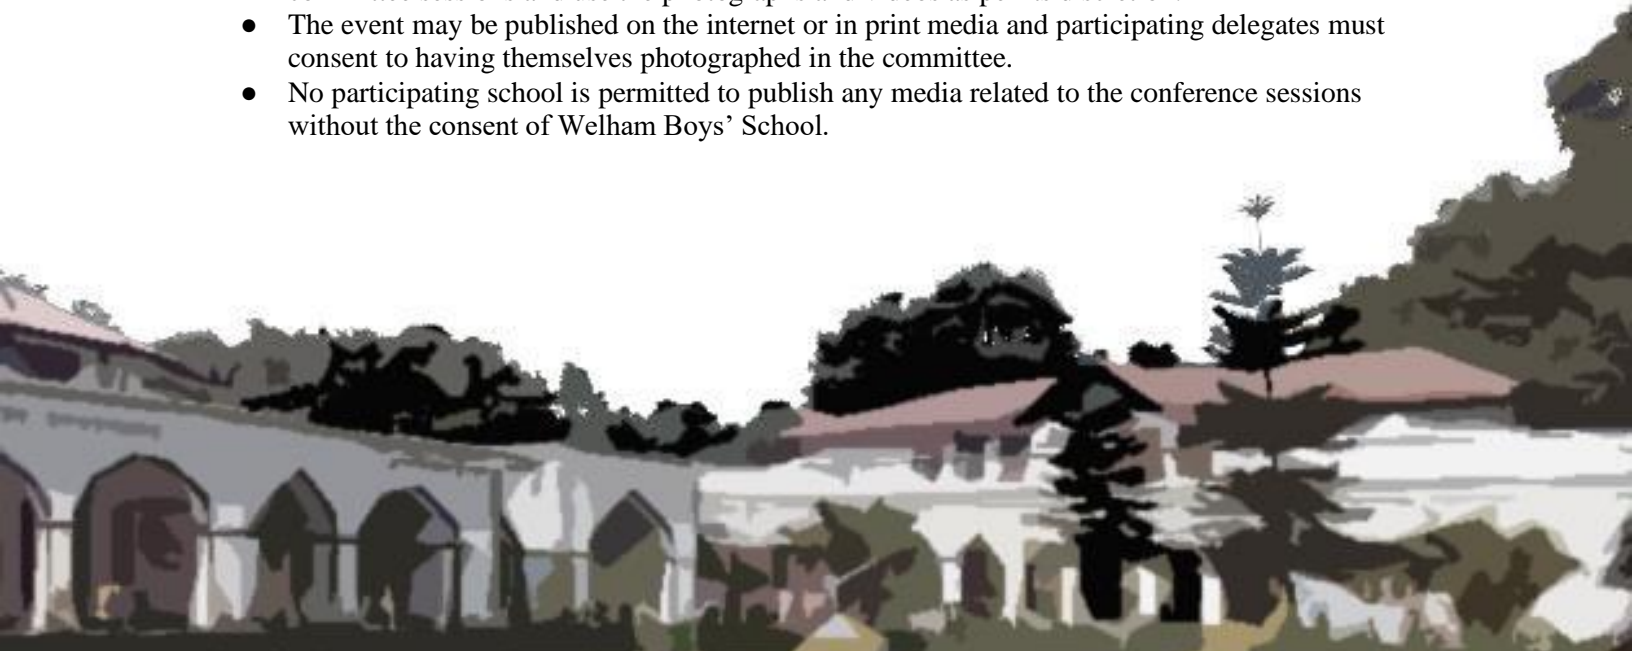 ● The event may be published on the internet or in print media and participating delegates must
consent to having themselves photographed in the committee.
● No participating school is permitted to publish any media related to the conference sessions
without the consent of Welham Boys’ School.